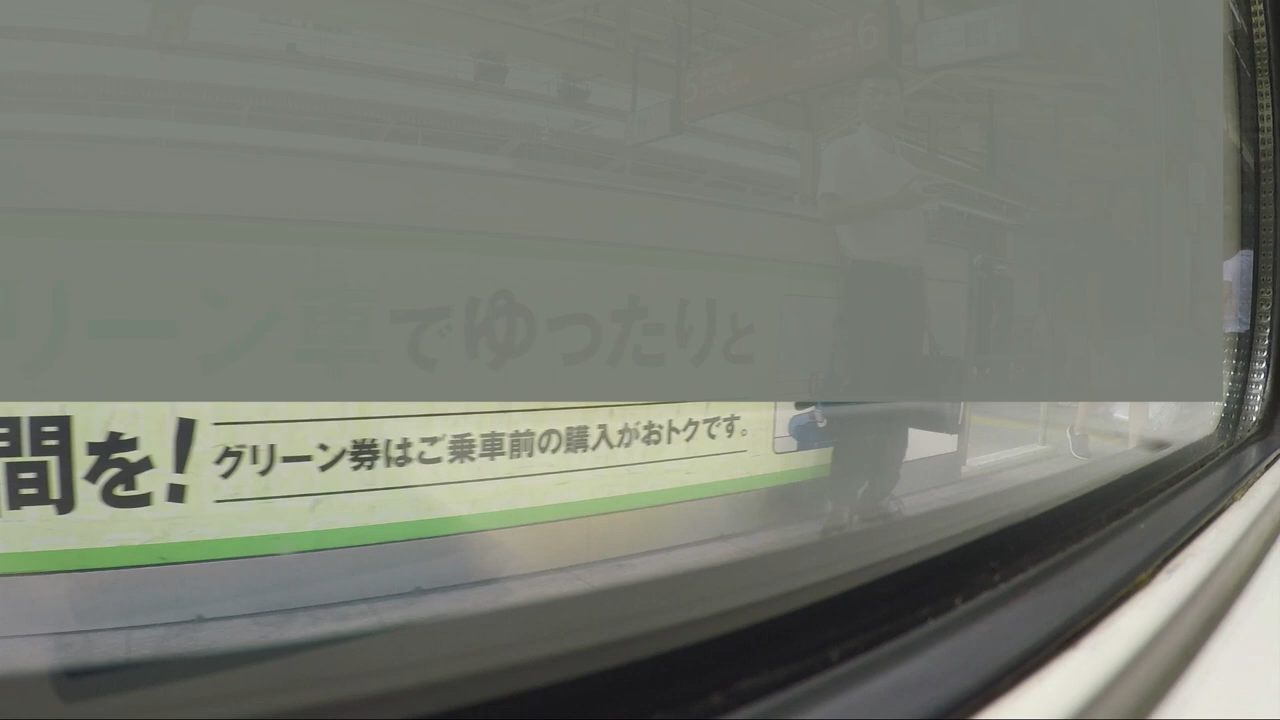 6
リーン車でゆったりと
間を!
グリーン券はご乗車前の購入がおトクです。